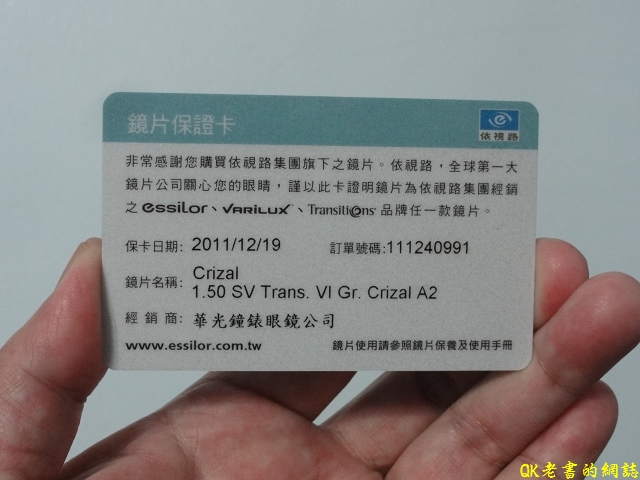 鏡片保證卡
依視路
非常感謝您購買依視路集團旗下之鏡片。依視路，全球第一大
鏡片公司關心您的眼睛，謹以此卡證明鏡片為依視路集團經銷
之 essilor、VARILUX、Transitions 品牌任一款鏡片。
保卡日期: 2011/12/19 訂單號碼:111240991
鏡片名稱: Crizal
1.50 SV Trans. VI Gr. Crizal A2
經銷商: 華光鐘錶眼鏡公司
www.essilor.com.tw 鏡片使用請參照鏡片保養及使用手冊
QK老書的網誌